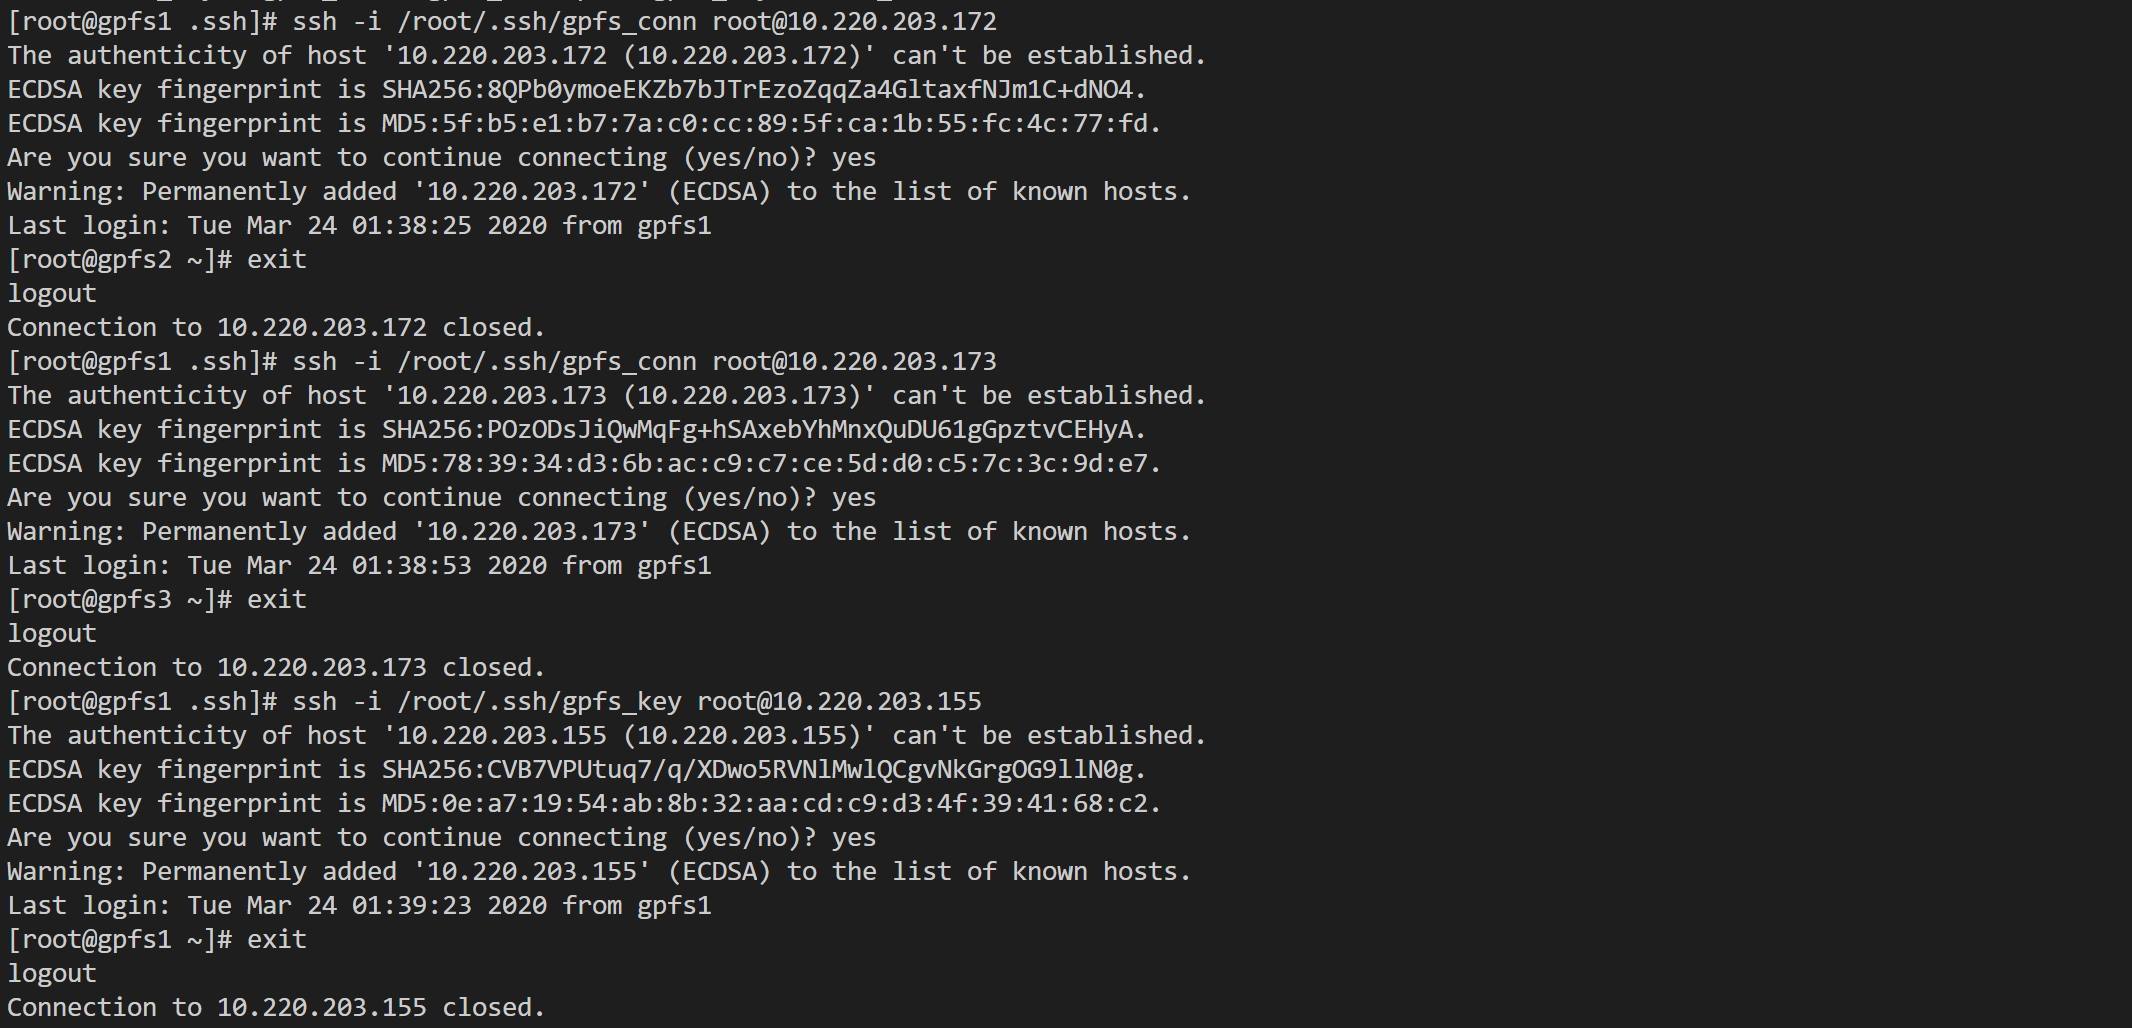 [root@gpfs1 .ssh]# ssh -i /root/.ssh/gpfs_conn root@10.220.203.172
The authenticity of host '10.220.203.172 (10.220.203.172)' can't be established.
ECDSA key fingerprint is SHA256:8QPb0ymoeEKZb7bJTrEzoZqqZa4GltaxfNJm1C+dNO4.
ECDSA key fingerprint is MD5:5f:b5:e1:b7:7a:c0:cc:89:5f:ca:1b:55:fc:4c:77:fd.
Are you sure you want to continue connecting (yes/no)? yes
Warning: Permanently added '10.220.203.172' (ECDSA) to the list of known hosts.
Last login: Tue Mar 24 01:38:25 2020 from gpfs1
[root@gpfs2 ~]# exit
logout
Connection to 10.220.203.172 closed.
[root@gpfs1 .ssh]# ssh -i /root/.ssh/gpfs_conn root@10.220.203.173
The authenticity of host '10.220.203.173 (10.220.203.173)' can't be established.
ECDSA key fingerprint is SHA256:POzODsJiQwMqFg+hSAxebYhMnxQuDU61gGpztvCEHyA.
ECDSA key fingerprint is MD5:78:39:34:d3:6b:ac:c9:c7:ce:5d:d0:c5:7c:3c:9d:e7.
Are you sure you want to continue connecting (yes/no)? yes
Warning: Permanently added '10.220.203.173' (ECDSA) to the list of known hosts.
Last login: Tue Mar 24 01:38:53 2020 from gpfs1
[root@gpfs3 ~]# exit
logout
Connection to 10.220.203.173 closed.
[root@gpfs1 .ssh]# ssh -i /root/.ssh/gpfs_key root@10.220.203.155
The authenticity of host '10.220.203.155 (10.220.203.155)' can't be established.
ECDSA key fingerprint is SHA256:CVB7VPUtuq7/q/XDwo5RVNlMwlQCgvNkGrgOG9llN0g.
ECDSA key fingerprint is MD5:0e:a7:19:54:ab:8b:32:aa:cd:c9:d3:4f:39:41:68:c2.
Are you sure you want to continue connecting (yes/no)? yes
Warning: Permanently added '10.220.203.155' (ECDSA) to the list of known hosts.
Last login: Tue Mar 24 01:39:23 2020 from gpfs1
[root@gpfs1 ~]# exit
logout
Connection to 10.220.203.155 closed.